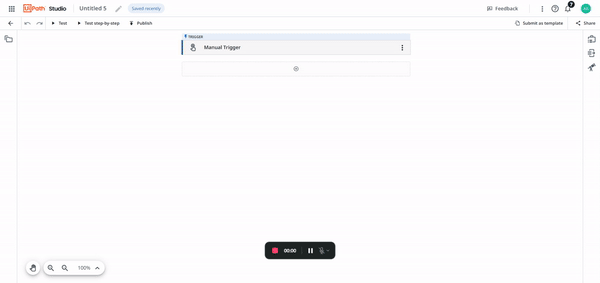 UiPath Studio Untitled 5 Saved recently Feedback 7
Test Test step-by-step Publish Submit as template Share
TRIGGER
Manual Trigger
00:00
100%